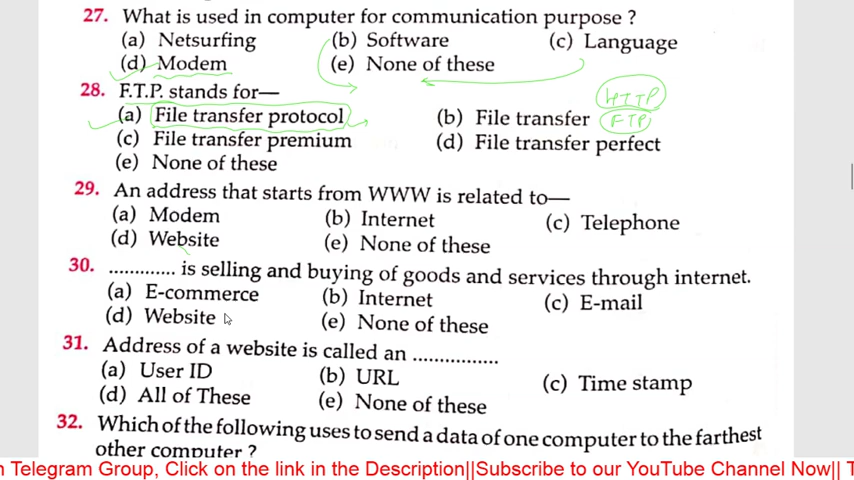 27. What is used in computer for communication purpose ?
(a) Netsurfing (b) Software (c) Language
(d) Modem (e) None of these
28. F.T.P. stands for—
HTTP
(a) File transfer protocol (b) File transfer FTP
(c) File transfer premium (d) File transfer perfect
(e) None of these
29. An address that starts from WWW is related to—
(a) Modem (b) Internet (c) Telephone
(d) Website (e) None of these
30. ............. is selling and buying of goods and services through internet.
(a) E-commerce (b) Internet (c) E-mail
(d) Website (e) None of these
31. Address of a website is called an ................
(a) User ID (b) URL (c) Time stamp
(d) All of These (e) None of these
32. Which of the following uses to send a data of one computer to the farthest
other computer ?
n Telegram Group, Click on the link in the Description||Subscribe to our YouTube Channel Now|| T